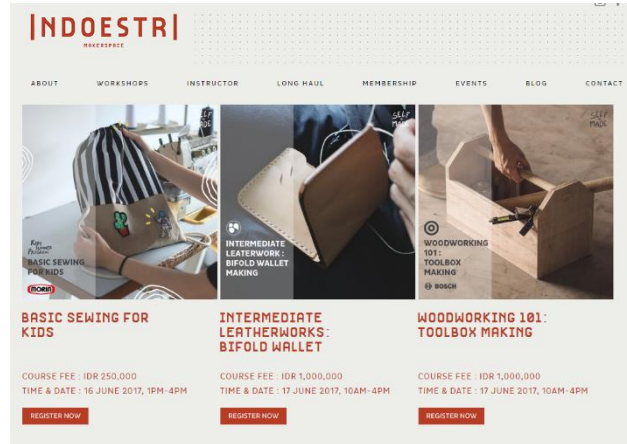 INDOESTRI
MAKERSPACE
ABOUT WORKSHOPS INSTRUCTOR LONG HAUL MEMBERSHIP EVENTS BLOG CONTACT
SELF MADE
BASIC SEWING
FOR KIDS
MORIN
SELF
MADE
INTERMEDIATE
LEATERWORK :
BIFOLD WALLET
MAKING
SELF
MADE
WOODWORKING
101 :
TOOLBOX
MAKING
BOSCH
BASIC SEWING FOR
KIDS
COURSE FEE : IDR 250,000
TIME & DATE : 16 JUNE 2017, 1PM-4PM
REGISTER NOW
INTERMEDIATE
LEATHERWORKS:
BIFOLD WALLET
COURSE FEE : IDR 1,000,000
TIME & DATE : 17 JUNE 2017, 10AM-4PM
REGISTER NOW
WOODWORKING 101:
TOOLBOX MAKING
COURSE FEE : IDR 1,000,000
TIME & DATE : 17 JUNE 2017, 10AM-4PM
REGISTER NOW